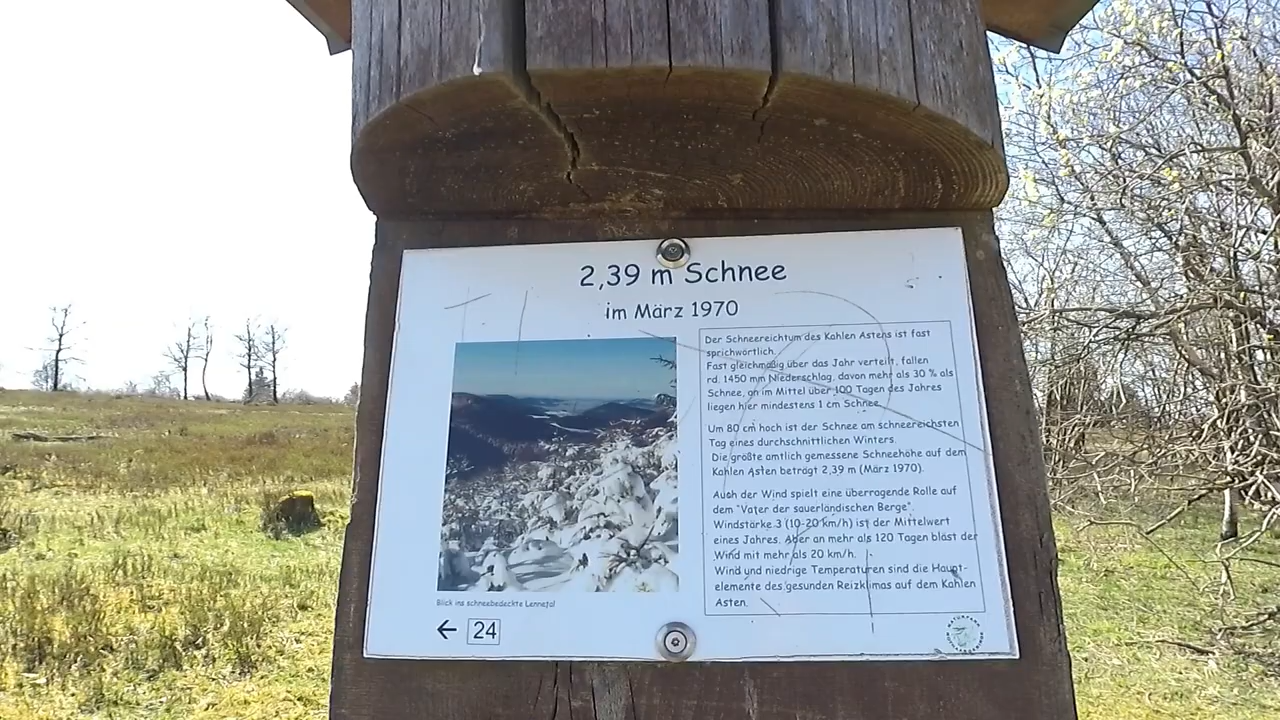 2,39 m Schnee
im März 1970
Der Schneereichtum des Kahlen Astens ist fast
sprichwörtlich.
Fast gleichmäßig über das Jahr verteilt, fallen
rd. 1450 mm Niederschlag, davon mehr als 30 % als
Schnee, an im Mittel über 100 Tagen des Jahres
liegen hier mindestens 1 cm Schnee.
Um 80 cm hoch ist der Schnee am schneereichsten
Tag eines durchschnittlichen Winters.
Die größte amtlich gemessene Schneehöhe auf dem
Kahlen Asten beträgt 2,39 m (März 1970).
Auch der Wind spielt eine überragende Rolle auf
dem "Vater der sauerländischen Berge".
Windstärke 3 (10-20 km/h) ist der Mittelwert
eines Jahres. Aber an mehr als 120 Tagen bläst der
Wind mit mehr als 20 km/h.
Wind und niedrige Temperaturen sind die Haupt-
elemente des gesunden Reizklimas auf dem Kahlen
Asten.
Blick ins schneebedeckte Lennetal
← 24